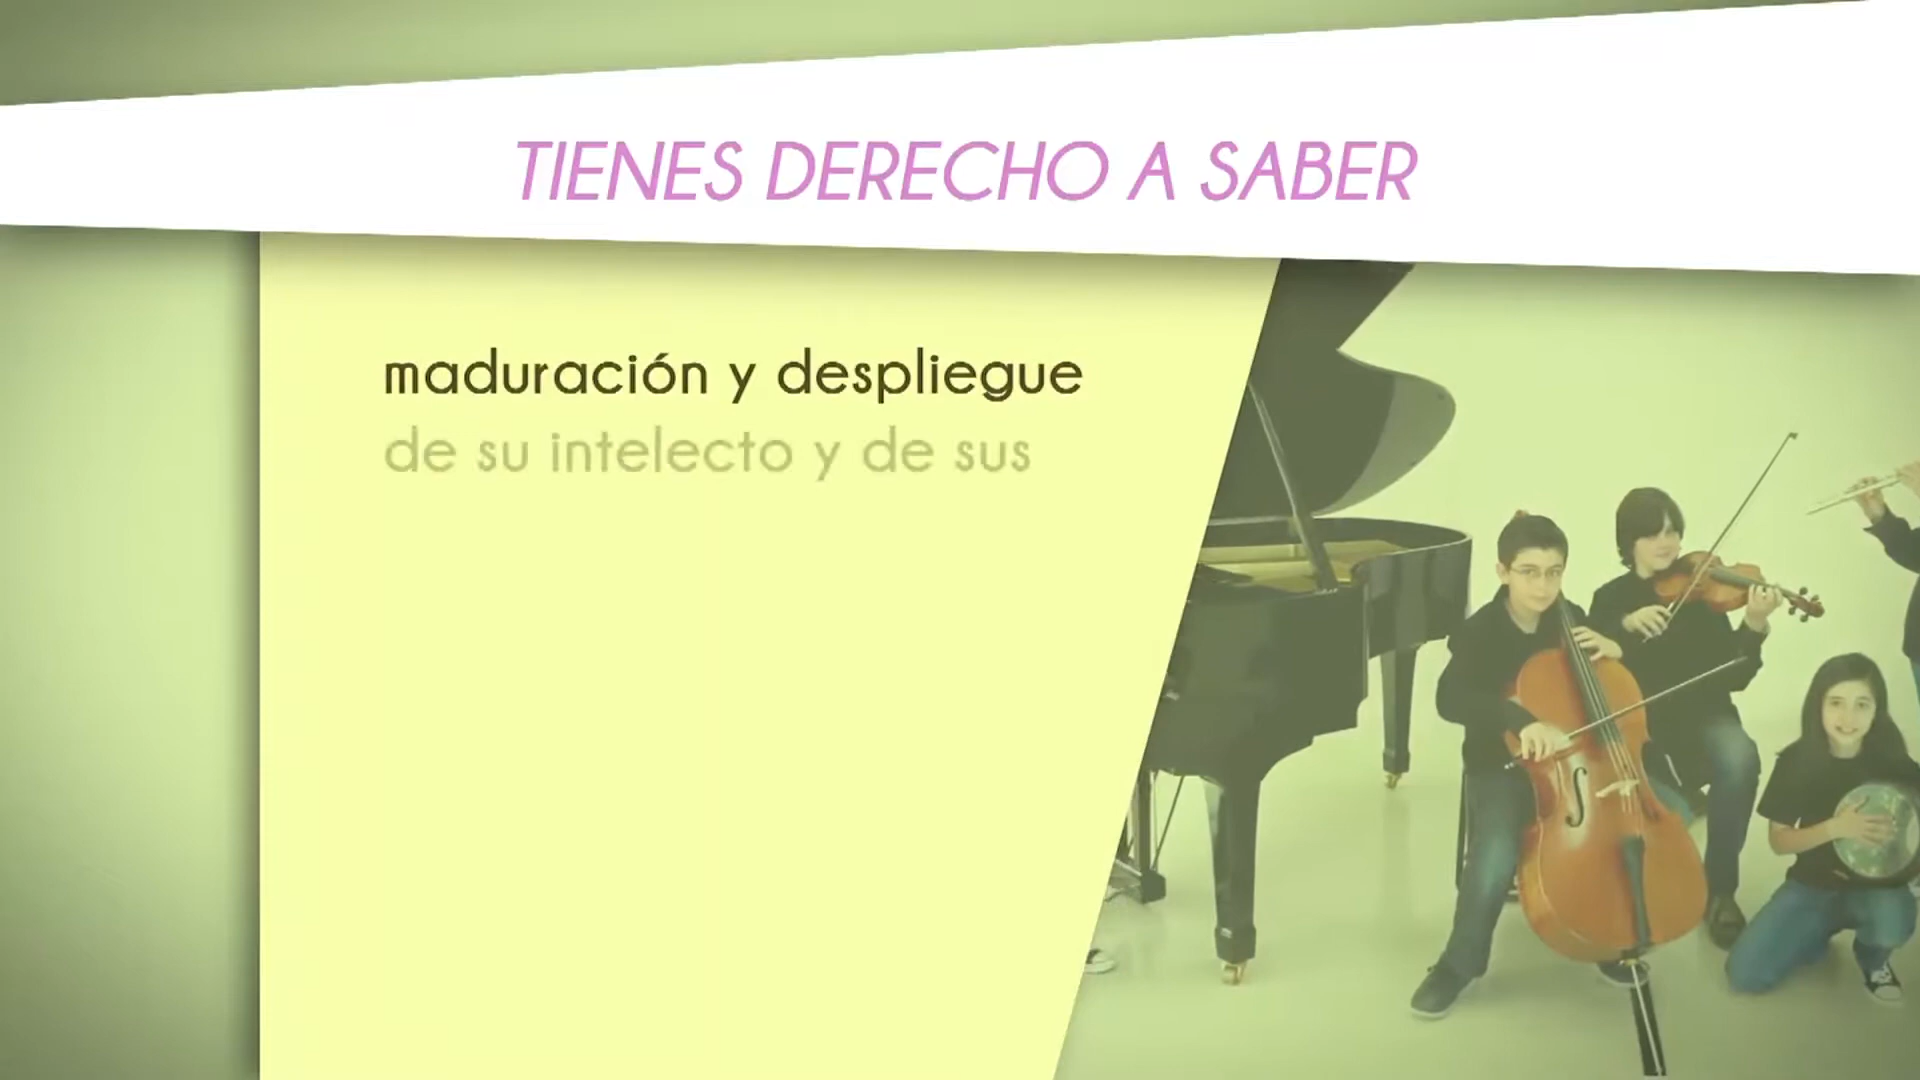 TIENES DERECHO A SABER
maduración y despliegue
de su intelecto y de sus